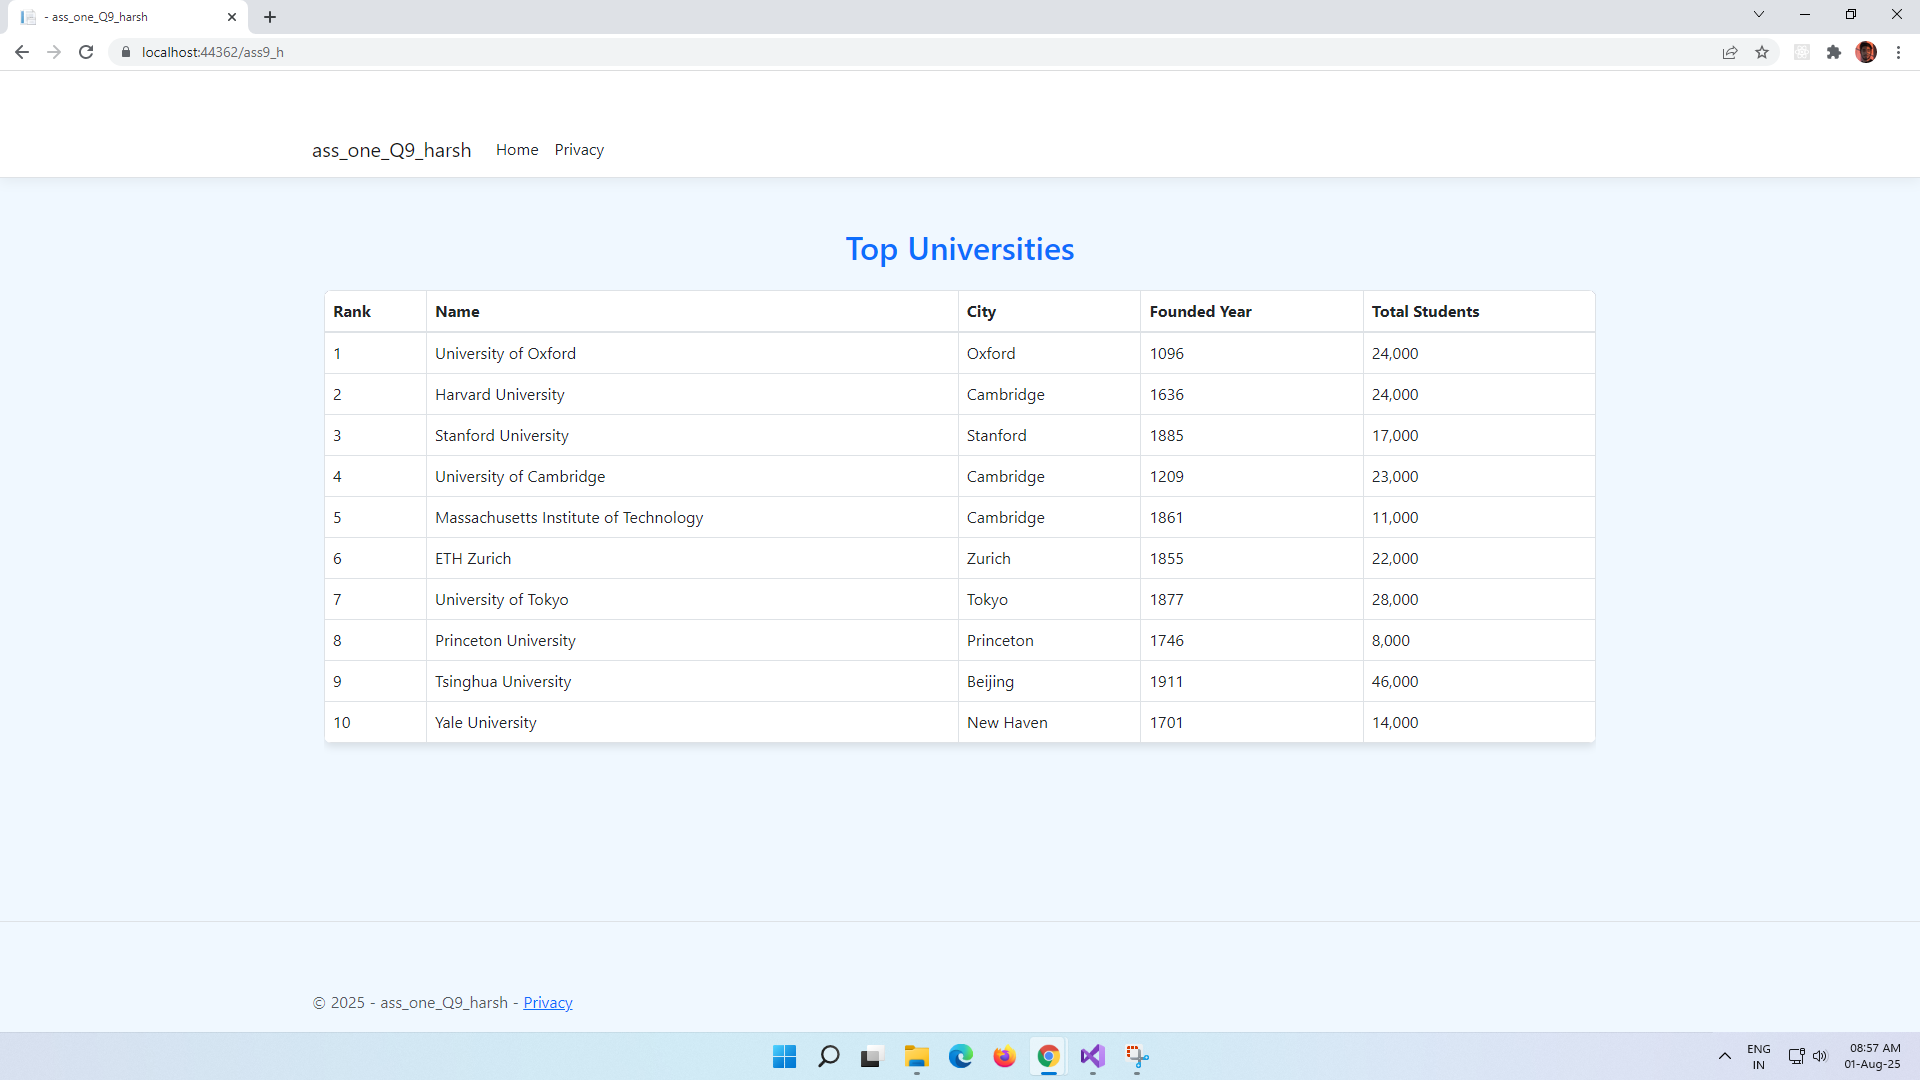 - ass_one_Q9_harsh
localhost:44362/ass9_h
ass_one_Q9_harsh Home Privacy
Top Universities
Rank Name City Founded Year Total Students
1 University of Oxford Oxford 1096 24,000
2 Harvard University Cambridge 1636 24,000
3 Stanford University Stanford 1885 17,000
4 University of Cambridge Cambridge 1209 23,000
5 Massachusetts Institute of Technology Cambridge 1861 11,000
6 ETH Zurich Zurich 1855 22,000
7 University of Tokyo Tokyo 1877 28,000
8 Princeton University Princeton 1746 8,000
9 Tsinghua University Beijing 1911 46,000
10 Yale University New Haven 1701 14,000
© 2025 - ass_one_Q9_harsh - Privacy
ENG 08:57 AM
IN 01-Aug-25